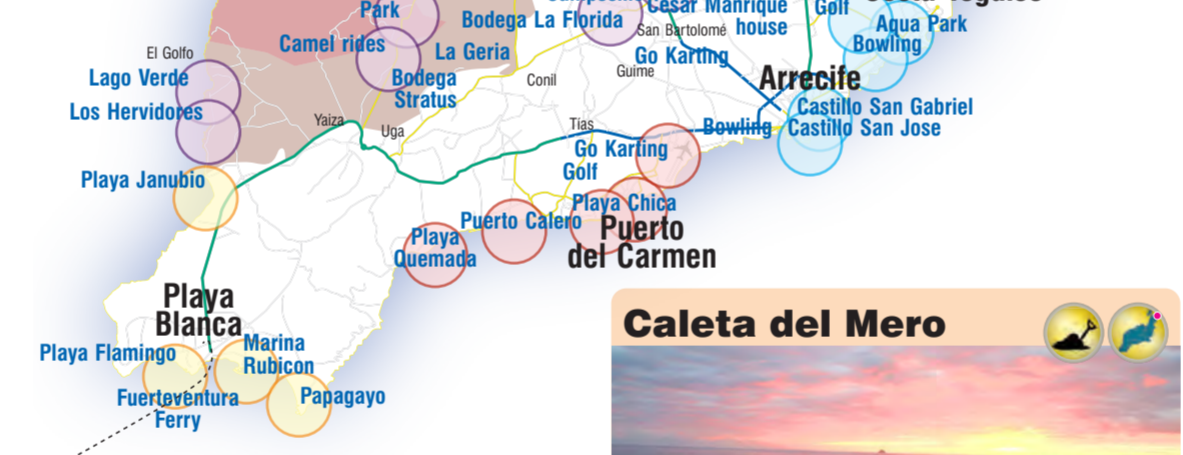 Park
Bodega La Florida
Cesar Manrique
house
Golf
Aqua Park
Bowling
San Bartolomé
El Golfo
Camel rides
La Geria
Go Karting
Lago Verde
Bodega
Stratus
Conil
Güime
Arrecife
Los Hervidores
Castillo San Gabriel
Yaiza
Uga
Tías
Bowling
Castillo San Jose
Go Karting
Golf
Playa Janubio
Playa Chica
Puerto Calero
Puerto
del Carmen
Playa
Quemada
Playa
Blanca
Caleta del Mero
Playa Flamingo
Marina
Rubicon
Fuerteventura
Ferry
Papagayo